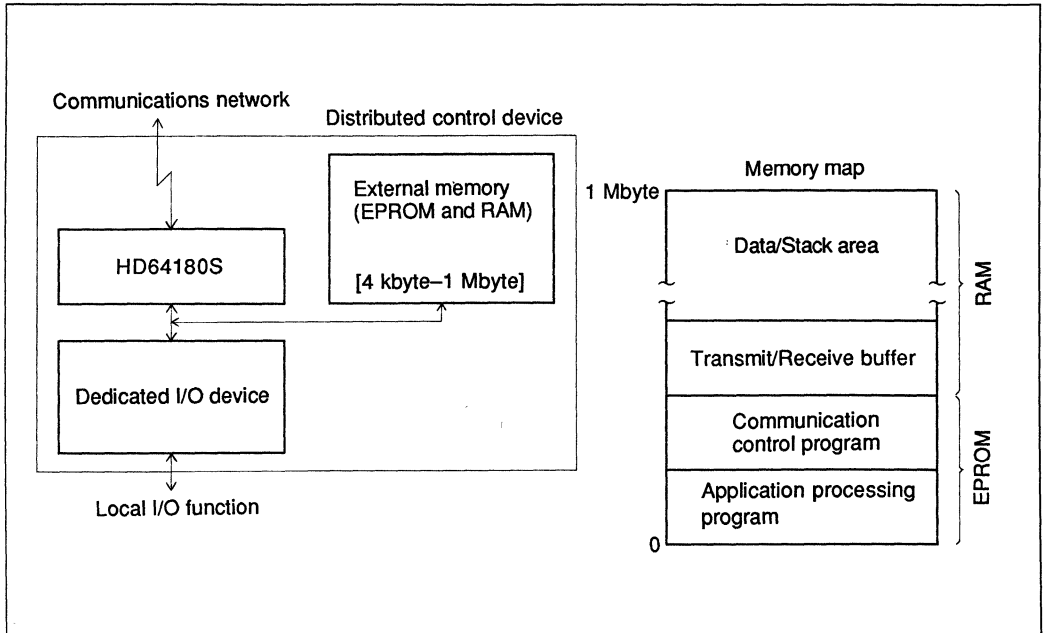 Communications network
Distributed control device
External memory
(EPROM and RAM)
[4 kbyte–1 Mbyte]
HD64180S
Dedicated I/O device
Local I/O function
Memory map
1 Mbyte
Data/Stack area
Transmit/Receive buffer
Communication
control program
Application processing
program
0
RAM
EPROM